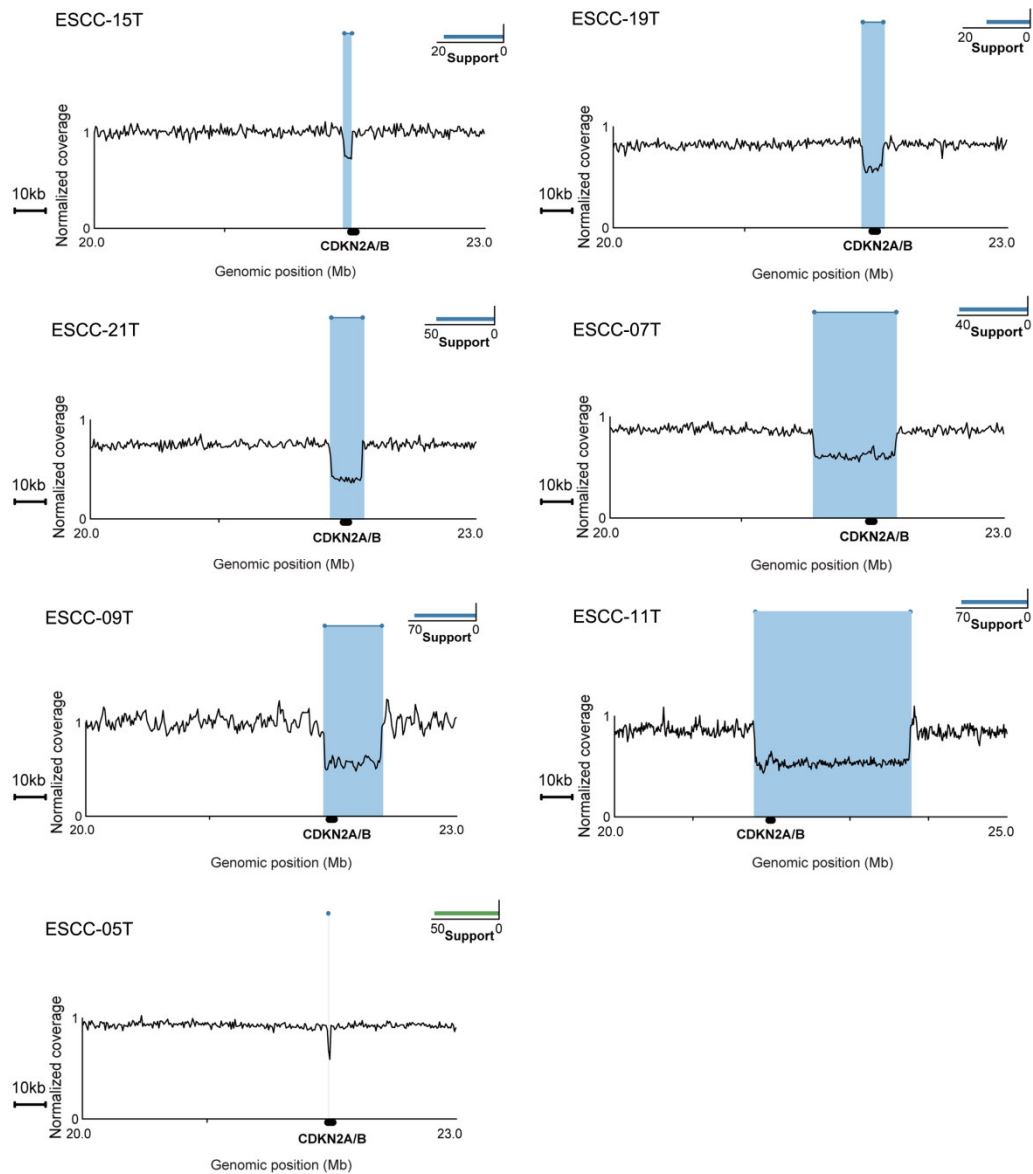 ESCC-15T
20
0
Support
Normalized coverage
1
0
10kb
20.0
CDKN2A/B
23.0
Genomic position (Mb)
ESCC-19T
20
0
Support
Normalized coverage
1
0
10kb
20.0
CDKN2A/B
23.0
Genomic position (Mb)
ESCC-21T
50
0
Support
Normalized coverage
1
0
10kb
20.0
CDKN2A/B
23.0
Genomic position (Mb)
ESCC-07T
40
0
Support
Normalized coverage
1
0
10kb
20.0
CDKN2A/B
23.0
Genomic position (Mb)
ESCC-09T
70
0
Support
Normalized coverage
1
0
10kb
20.0
CDKN2A/B
23.0
Genomic position (Mb)
ESCC-11T
70
0
Support
Normalized coverage
1
0
10kb
20.0
CDKN2A/B
25.0
Genomic position (Mb)
ESCC-05T
50
0
Support
Normalized coverage
1
0
10kb
20.0
CDKN2A/B
23.0
Genomic position (Mb)